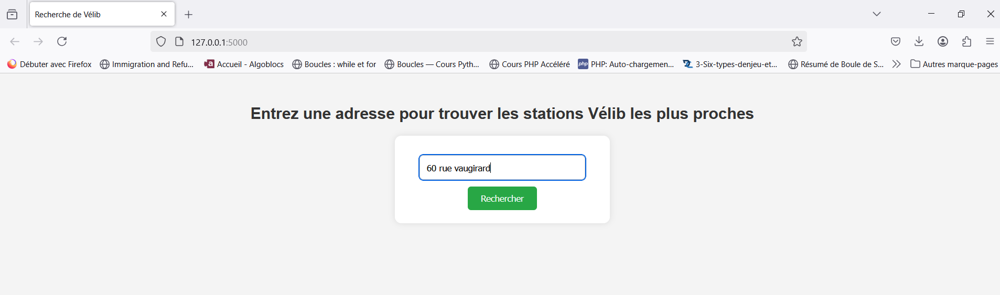 Recherche de Vélib
127.0.0.1:5000
Débuter avec Firefox Immigration and Refu... a Accueil - Algoblocs Boucles : while et for Boucles — Cours Pyth... Cours PHP Accéléré php PHP: Auto-chargemen... 3-Six-types-denjeu-et... Résumé de Boule de S... Autres marque-pages
Entrez une adresse pour trouver les stations Vélib les plus proches
60 rue vaugirard
Rechercher